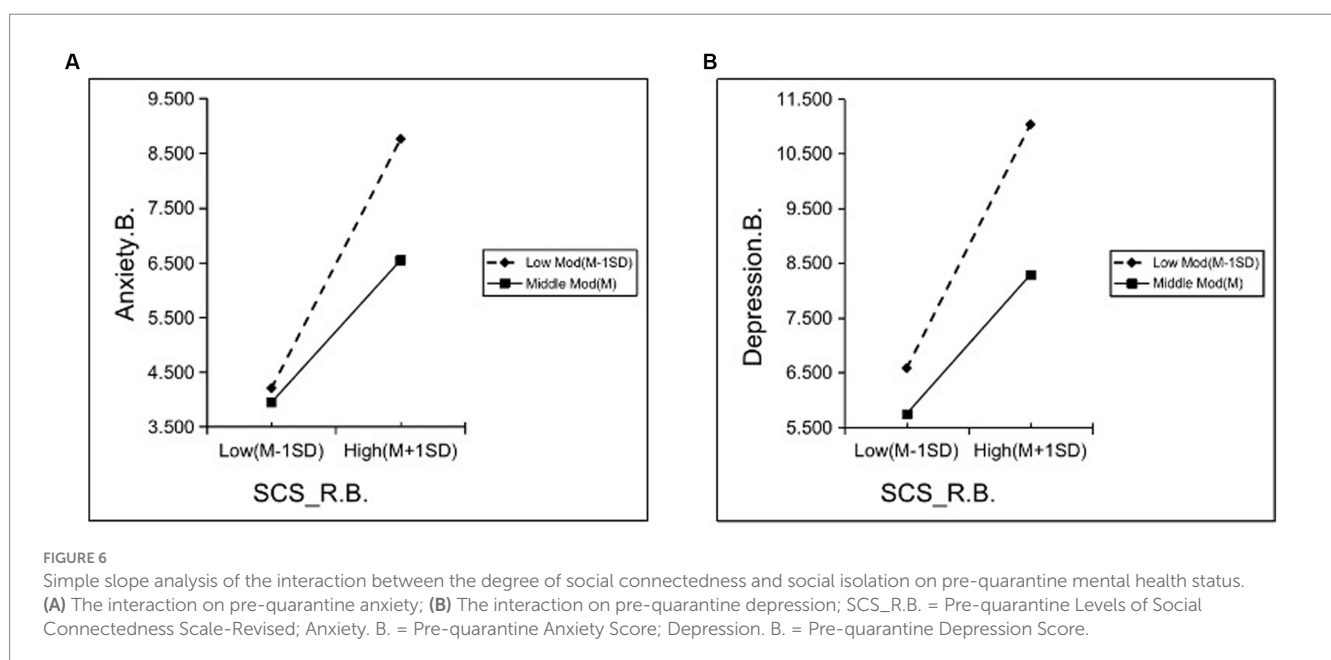 A
9.500
8.500
7.500
6.500
5.500
4.500
3.500
Anxiety.B.
Low(M-1SD) High(M+1SD)
SCS_R.B.
Low Mod(M-1SD)
Middle Mod(M)
B
11.500
10.500
9.500
8.500
7.500
6.500
5.500
Depression.B.
Low(M-1SD) High(M+1SD)
SCS_R.B.
Low Mod(M-1SD)
Middle Mod(M)
FIGURE 6
Simple slope analysis of the interaction between the degree of social connectedness and social isolation on pre-quarantine mental health status.
(A) The interaction on pre-quarantine anxiety; (B) The interaction on pre-quarantine depression; SCS_R.B. = Pre-quarantine Levels of Social
Connectedness Scale-Revised; Anxiety. B. = Pre-quarantine Anxiety Score; Depression. B. = Pre-quarantine Depression Score.